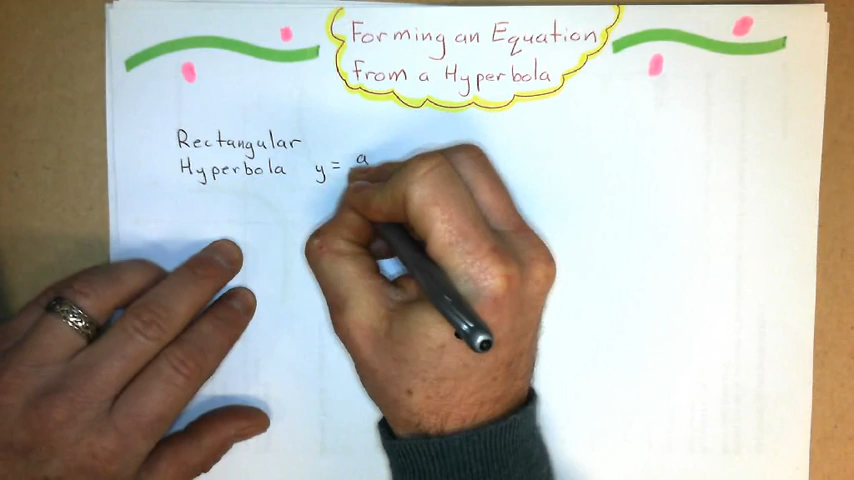 Forming an Equation
from a Hyperbola
Rectangular
Hyperbola y = a